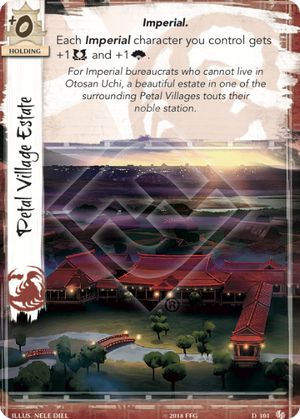 +0
HOLDING
Imperial.
Each Imperial character you control gets
+1 and +1.
For Imperial bureaucrats who cannot live in
Otosan Uchi, a beautiful estate in one of the
surrounding Petal Villages touts their
noble station.
Petal Village Estate
®
ILLUS. NELE DIEL
© 2018 FFG
D 101